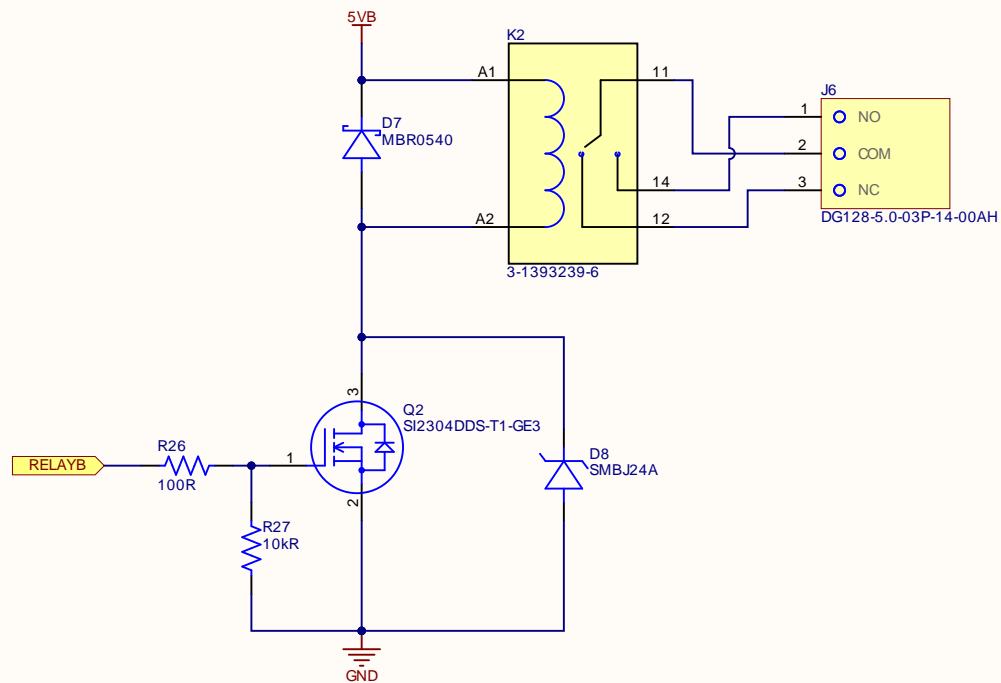 5VB
K2
A1
11
D7
MBR0540
J6
1
NO
2
COM
14
3
NC
A2
12
DG128-5.0-03P-14-00AH
3-1393239-6
3
Q2
SI2304DDS-T1-GE3
R26
RELAYB
100R
1
2
D8
SMBJ24A
R27
10kR
GND